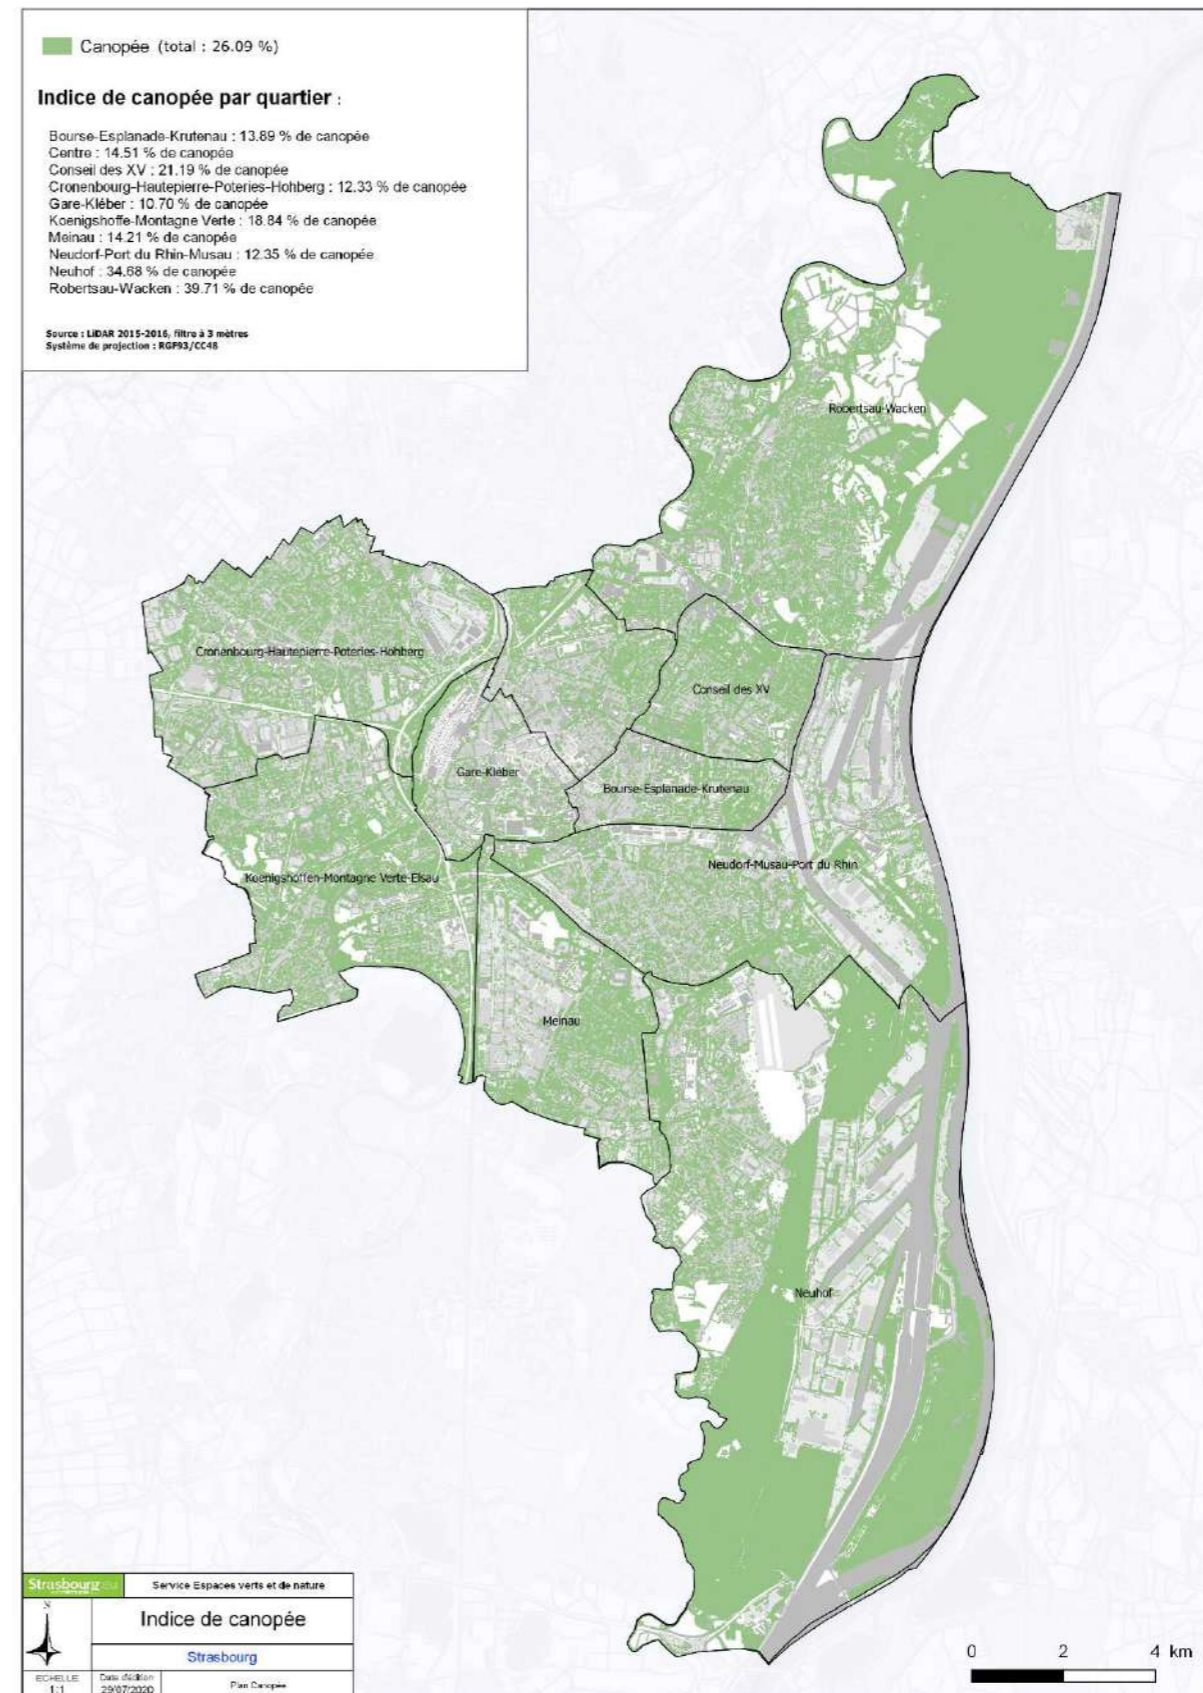 Canopée (total : 26.09 %)
Indice de canopée par quartier :
Bourse-Esplanade-Krutenau : 13.89 % de canopée
Centre : 14.51 % de canopée
Conseil des XV : 21.19 % de canopée
Cronenbourg-Hautepierre-Poteries-Hohberg : 12.33 % de canopée
Gare-Kléber : 10.70 % de canopée
Koenigshoffe-Montagne Verte : 18.84 % de canopée
Meinau : 14.21 % de canopée
Neudorf-Port du Rhin-Musau : 12.35 % de canopée
Neuhof : 34.68 % de canopée
Robertsau-Wacken : 39.71 % de canopée
Source : LiDAR 2015-2016, filtre à 3 mètres
Système de projection : RGF93/CC48
Robertsau-Wacken
Cronenbourg-Hautepierre-Poteries-Hohberg
Conseil des XV
Gare-Kléber
Bourse-Esplanade-Krutenau
Neudorf-Musau-Port du Rhin
Koenigshoffen-Montagne Verte-Elsau
Meinau
Neuhof
Strasbourg.eu
Service Espaces verts et de nature
N
Indice de canopée
Strasbourg
ECHELLE
1:1
Date d'édition
29/07/2020
Plan Canopée
0 2 4 km